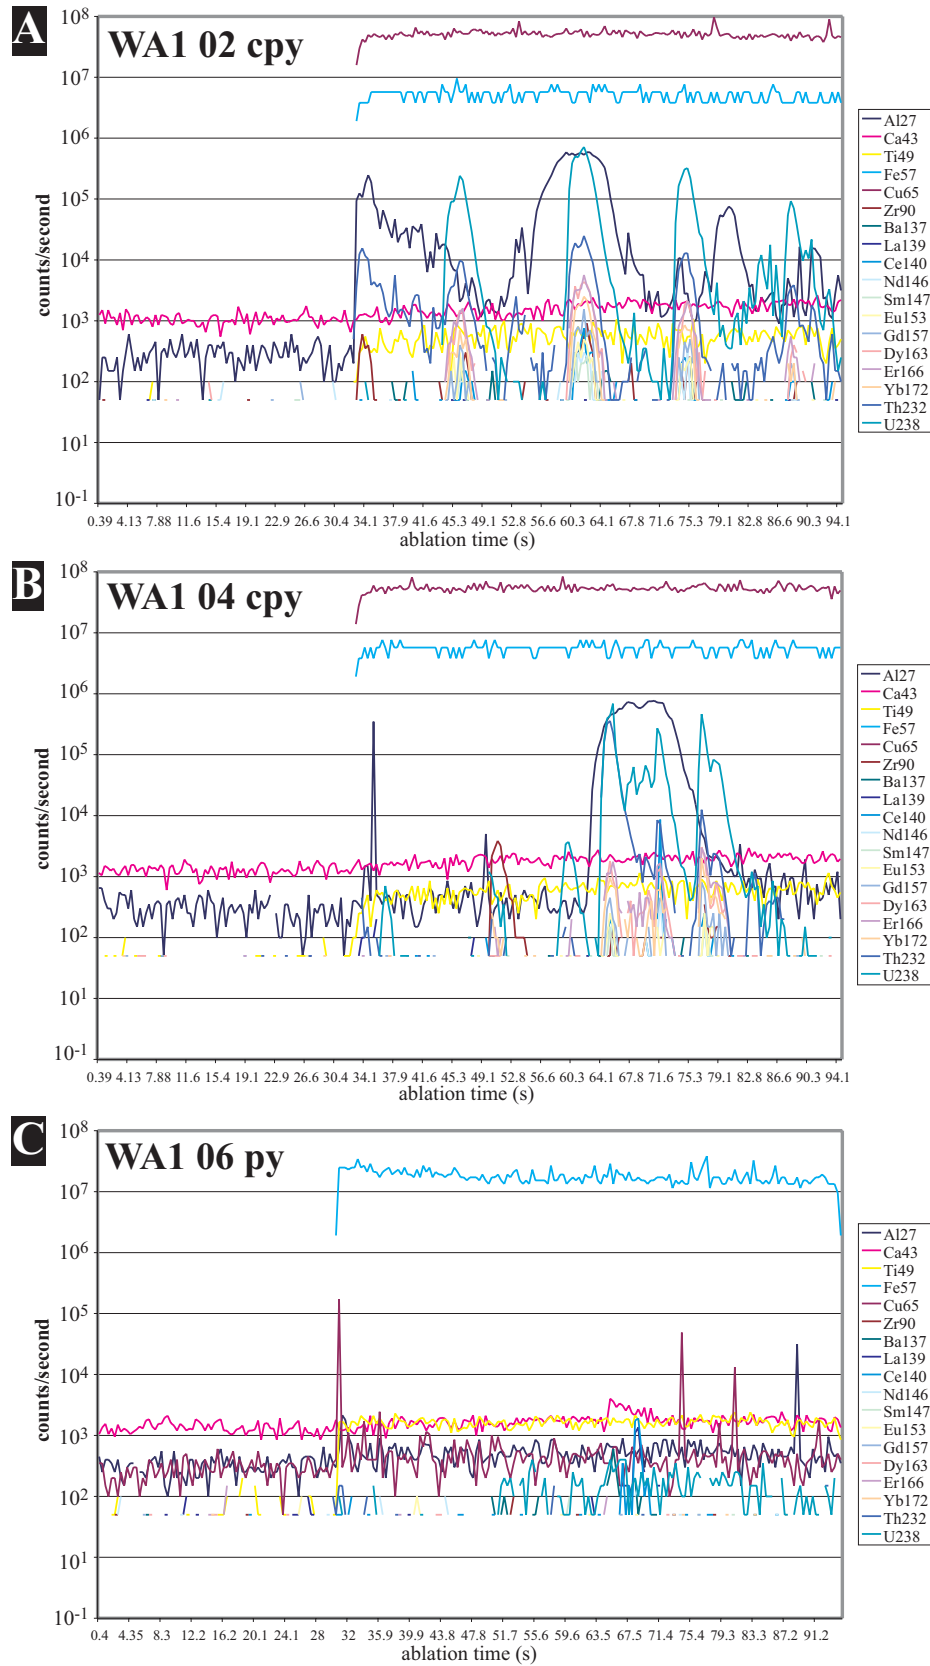 A
WA1 02 cpy
10^8
10^7
10^6
10^5
10^4
10^3
10^2
10^1
10^-1
counts/second
0.39 4.13 7.88 11.6 15.4 19.1 22.9 26.6 30.4 34.1 37.9 41.6 45.3 49.1 52.8 56.6 60.3 64.1 67.8 71.6 75.3 79.1 82.8 86.6 90.3 94.1
ablation time (s)
Al27
Ca43
Ti49
Fe57
Cu65
Zr90
Ba137
La139
Ce140
Nd146
Sm147
Eu153
Gd157
Dy163
Er166
Yb172
Th232
U238
B
WA1 04 cpy
10^8
10^7
10^6
10^5
10^4
10^3
10^2
10^1
10^-1
counts/second
0.39 4.13 7.88 11.6 15.4 19.1 22.9 26.6 30.4 34.1 37.9 41.6 45.3 49.1 52.8 56.6 60.3 64.1 67.8 71.6 75.3 79.1 82.8 86.6 90.3 94.1
ablation time (s)
Al27
Ca43
Ti49
Fe57
Cu65
Zr90
Ba137
La139
Ce140
Nd146
Sm147
Eu153
Gd157
Dy163
Er166
Yb172
Th232
U238
C
WA1 06 py
10^8
10^7
10^6
10^5
10^4
10^3
10^2
10^1
10^-1
counts/second
0.4 4.35 8.3 12.2 16.2 20.1 24.1 28 32 35.9 39.9 43.8 47.8 51.7 55.6 59.6 63.5 67.5 71.4 75.4 79.3 83.3 87.2 91.2
ablation time (s)
Al27
Ca43
Ti49
Fe57
Cu65
Zr90
Ba137
La139
Ce140
Nd146
Sm147
Eu153
Gd157
Dy163
Er166
Yb172
Th232
U238